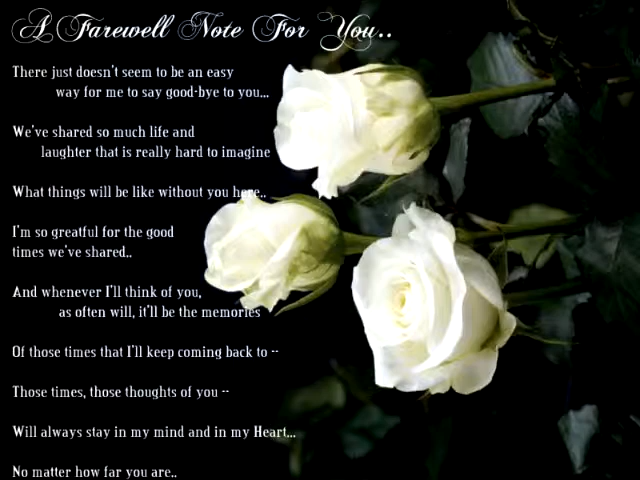 A Farewell Note For You..
There just doesn't seem to be an easy
way for me to say good-bye to you...
We've shared so much life and
laughter that is really hard to imagine
What things will be like without you here..
I'm so greatful for the good
times we've shared..
And whenever I'll think of you,
as often will, it'll be the memories
Of those times that I'll keep coming back to --
Those times, those thoughts of you --
Will always stay in my mind and in my Heart...
No matter how far you are..